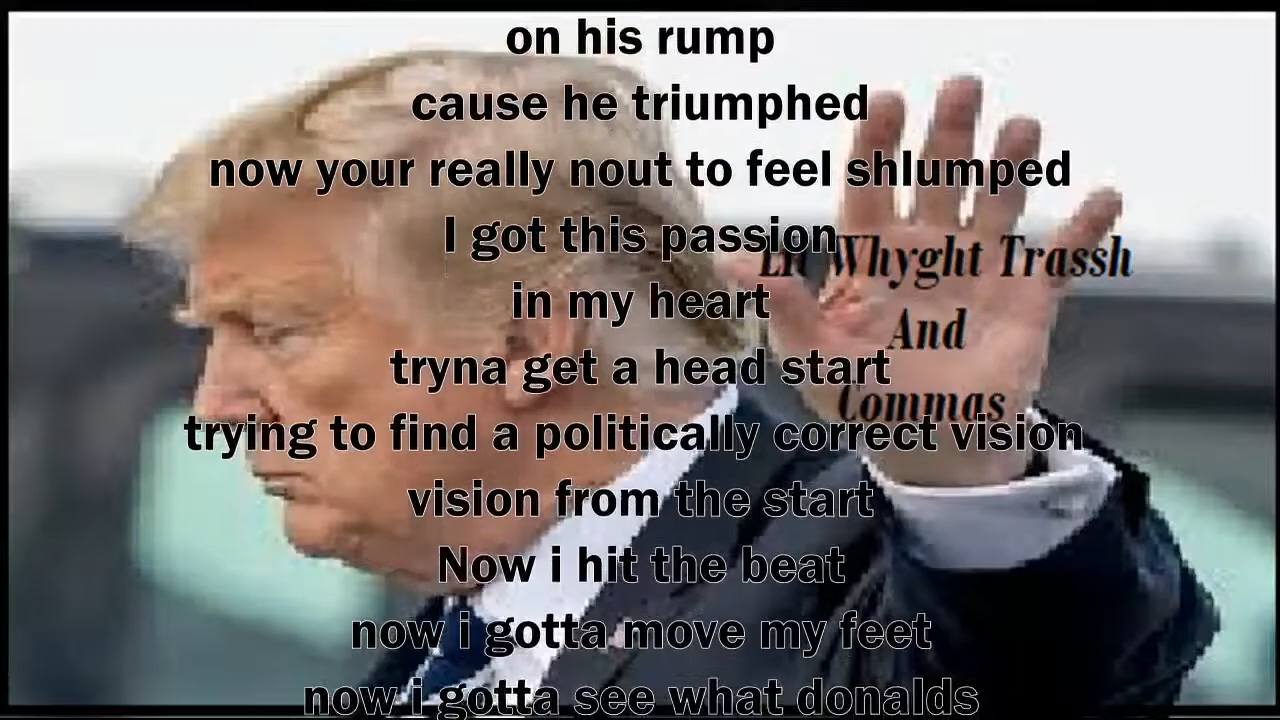 on his rump
cause he triumphed
now your really nout to feel shlumped
I got this passion
in my heart
tryna get a head start
trying to find a politically correct vision
vision from the start
Now i hit the beat
now i gotta move my feet
now i gotta see what donalds
Whyght Trassh
And
Commas